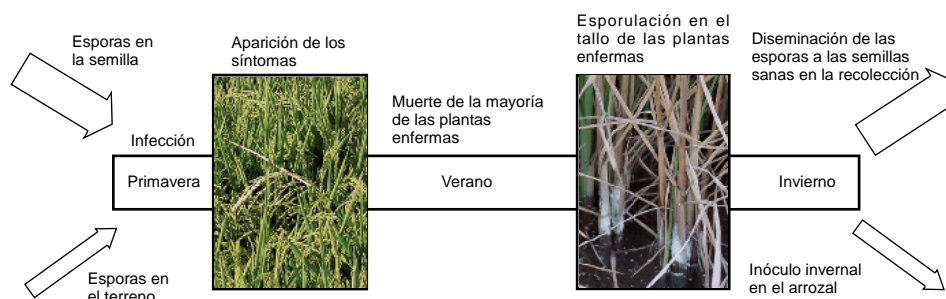 Esporas en
la semilla
Aparición de los
síntomas
Esporulación en el
tallo de las plantas
enfermas
Diseminación de las
esporas a las semillas
sanas en la recolección
Muerte de la mayoría
de las plantas
enfermas
Infección
Primavera
Verano
Invierno
Esporas en
el terreno
Inóculo invernal
en el arrozal